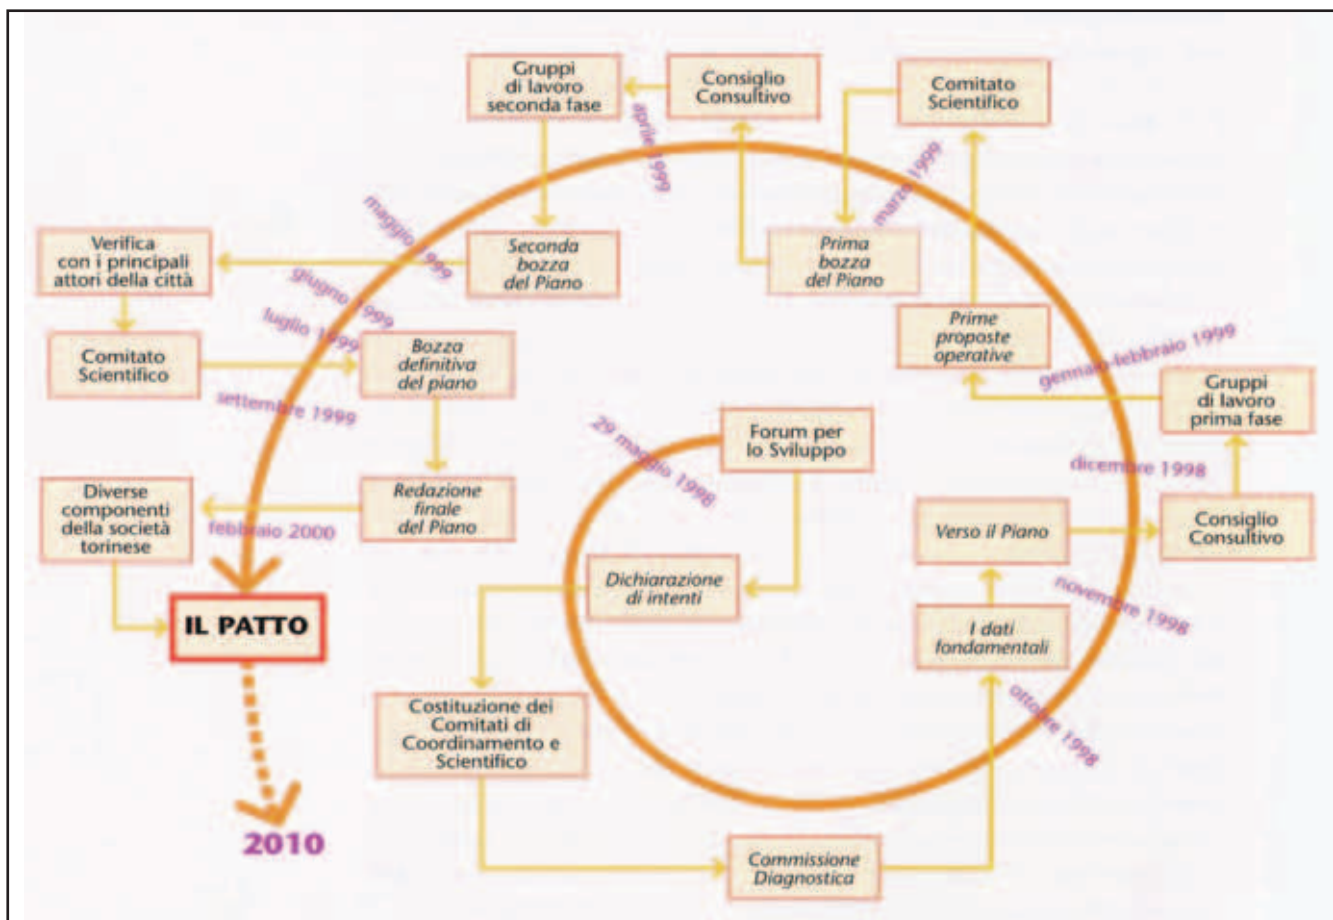 Gruppi
di lavoro
seconda fase
Consiglio
Consultivo
Comitato
Scientifico
aprile 1999
marzo 1999
maggio 1999
Verifica
con i principali
attori della città
Seconda
bozza
del Piano
Prima
bozza
del Piano
giugno 1999
luglio 1999
Comitato
Scientifico
Bozza
definitiva
del piano
Prime
proposte
operative
gennaio-febbraio 1999
Gruppi
di lavoro
prima fase
settembre 1999
29 maggio 1998
Forum per
lo Sviluppo
dicembre 1998
Diverse
componenti
della società
torinese
Redazione
finale
del Piano
febbraio 2000
Verso il Piano
Consiglio
Consultivo
Dichiarazione
di intenti
novembre 1998
IL PATTO
I dati
fondamentali
Costituzione dei
Comitati di
Coordinamento e
Scientifico
ottobre 1998
2010
Commissione
Diagnostica